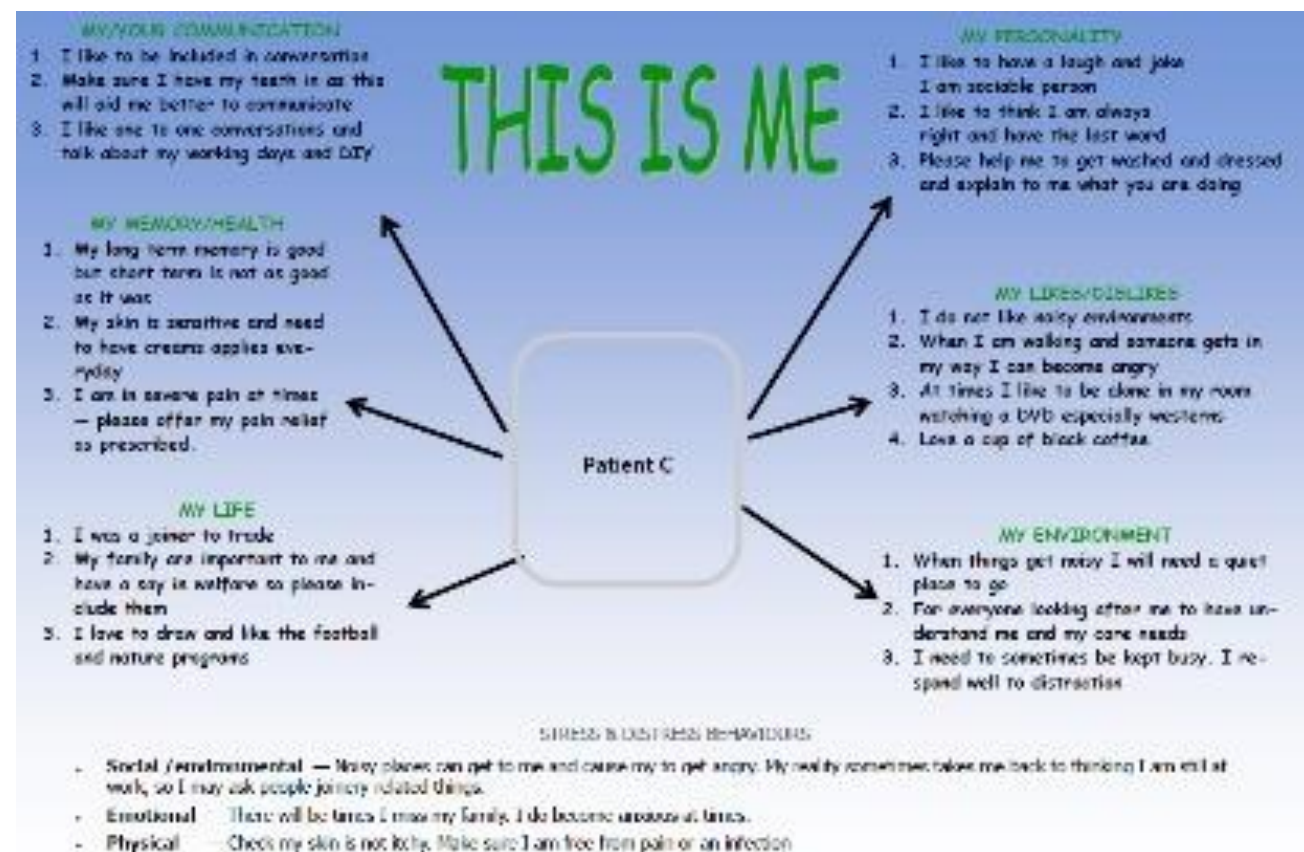 MY/YOUR COMMUNICATION
1. I like to be included in conversation
2. Make sure I have my teeth in as this
will aid me better to communicate
3. I like one to one conversations and
talk about my working days and DIY
THIS IS ME
MY PERSONALITY
1. I like to have a laugh and joke
I am sociable person
2. I like to think I am always
right and have the last word
3. Please help me to get washed and dressed
and explain to me what you are doing
MY MEMORY/HEALTH
1. My long term memory is good
but short term is not as good
as it was
2. My skin is sensitive and need
to have creams applies eve-
ryday
3. I am in severe pain at times
— please offer my pain relief
as prescribed.
MY LIKES/DISLIKES
1. I do not like noisy environments
2. When I am walking and someone gets in
my way I can become angry
3. At times I like to be alone in my room
watching a DVD especially westerns
4. Love a cup of black coffee
Patient C
MY LIFE
1. I was a joiner to trade
2. My family are important to me and
have a say in welfare so please in-
clude them
3. I love to draw and like the football
and nature programs
MY ENVIRONMENT
1. When things get noisy I will need a quiet
place to go
2. For everyone looking after me to have un-
derstand me and my care needs
3. I need to sometimes be kept busy. I re-
spond well to distraction
STRESS & DISTRESS BEHAVIOURS
- Social / environmental — Noisy places can get to me and cause my to get angry. My reality sometimes takes me back to thinking I am still at
work, so I may ask people joinery related things.
- Emotional There will be times I miss my family. I do become anxious at times.
- Physical — Check my skin is not itchy. Make sure I am free from pain or an infection